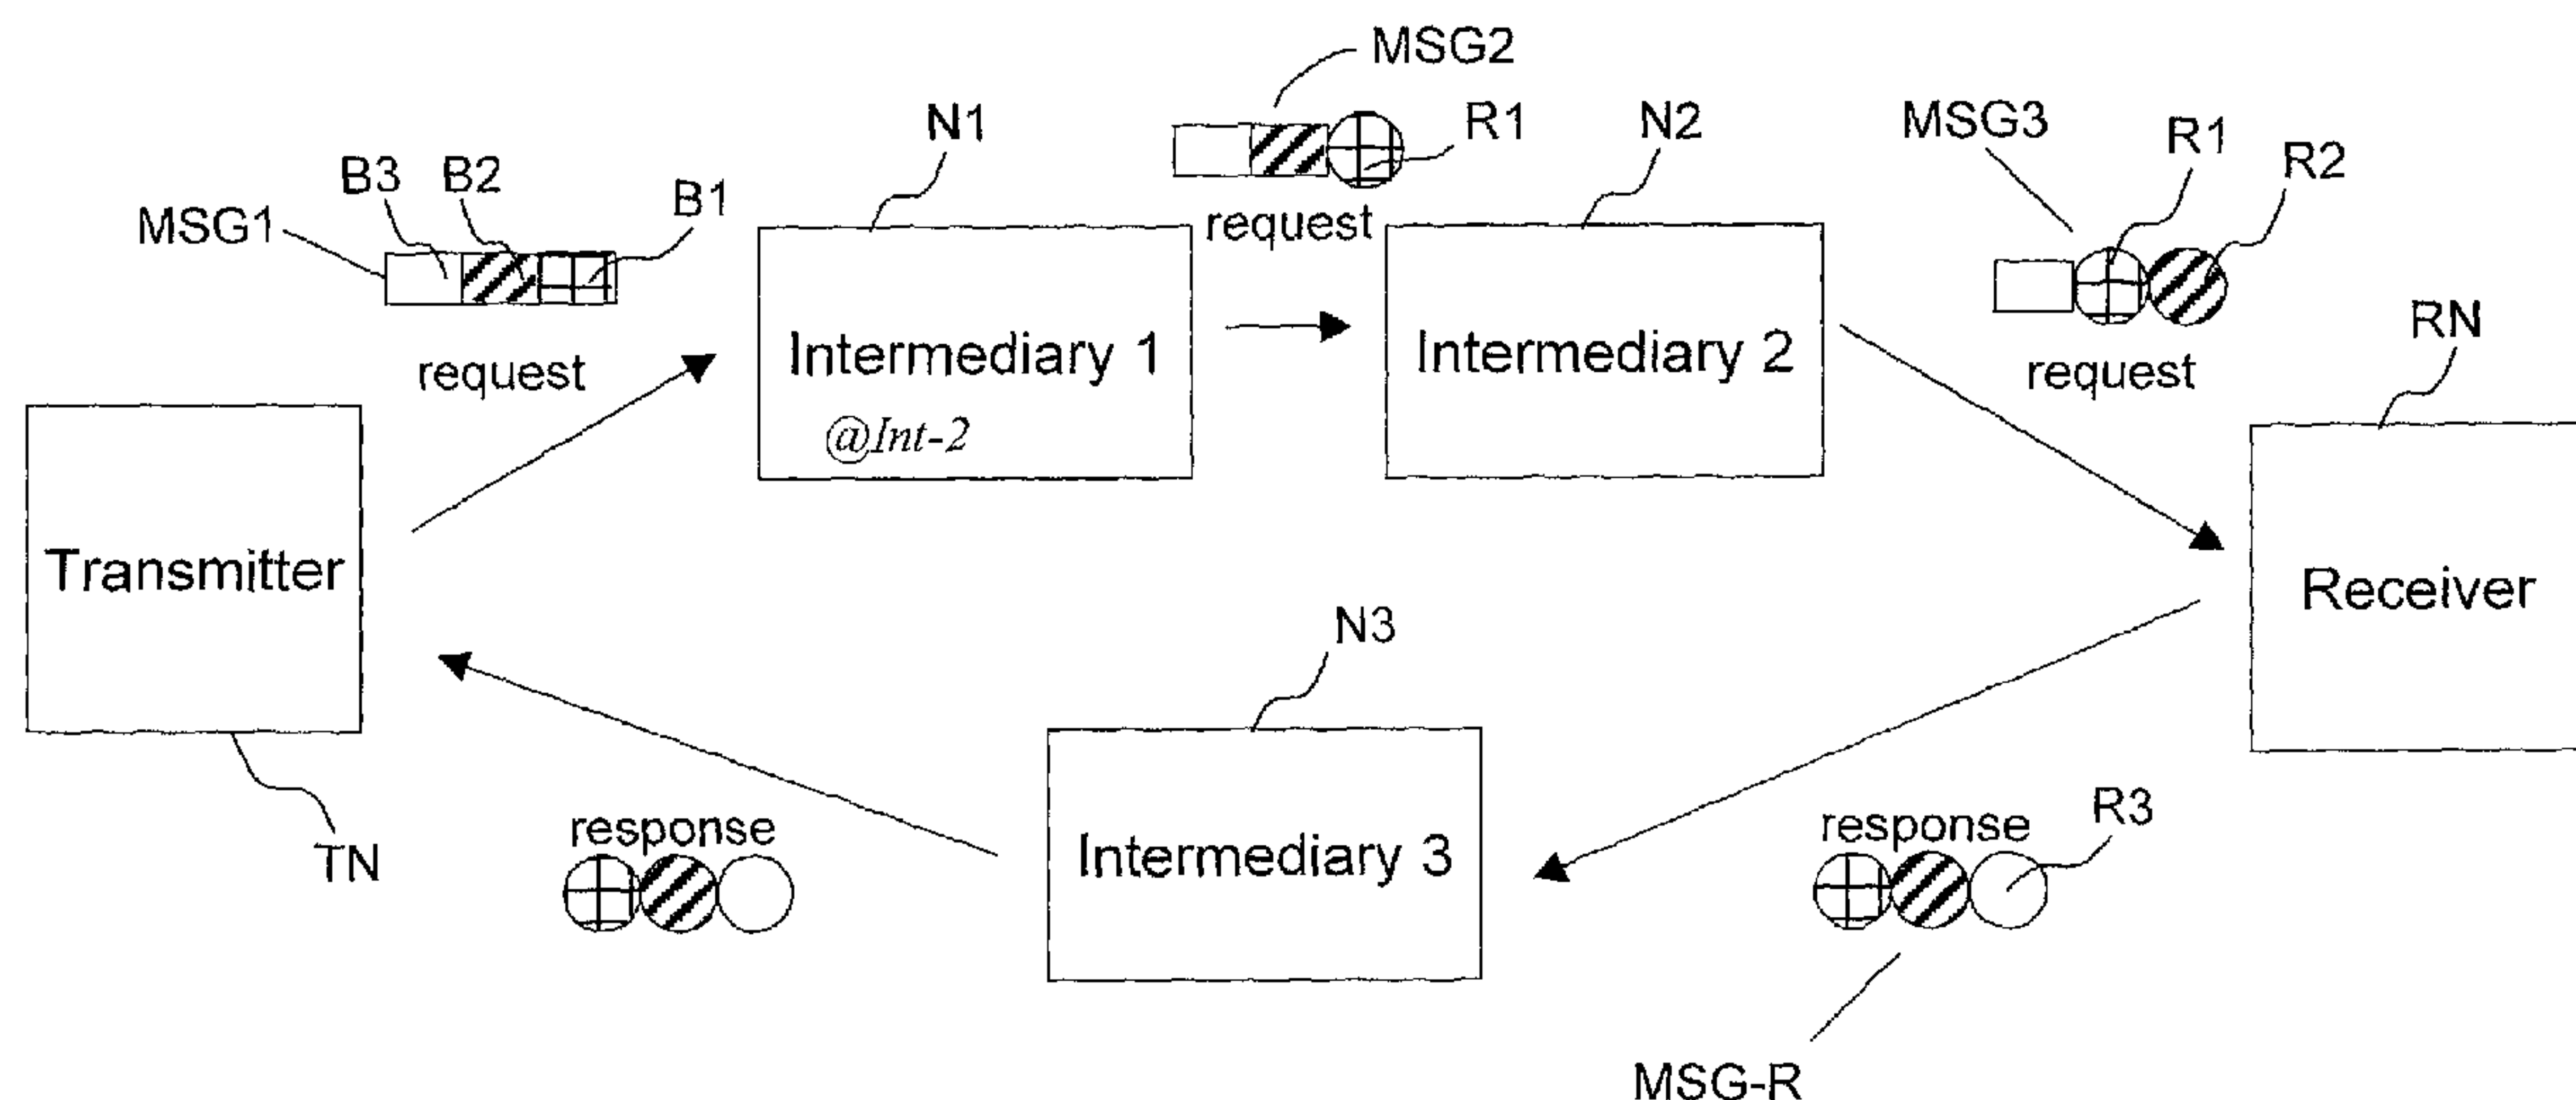 MSG2
N1
R1
N2
MSG3
R1
R2
B3
B2
B1
MSG1
request
RN
Intermediary 1
Intermediary 2
request
request
@Int-2
Transmitter
Receiver
N3
R3
response
response
TN
Intermediary 3
MSG-R